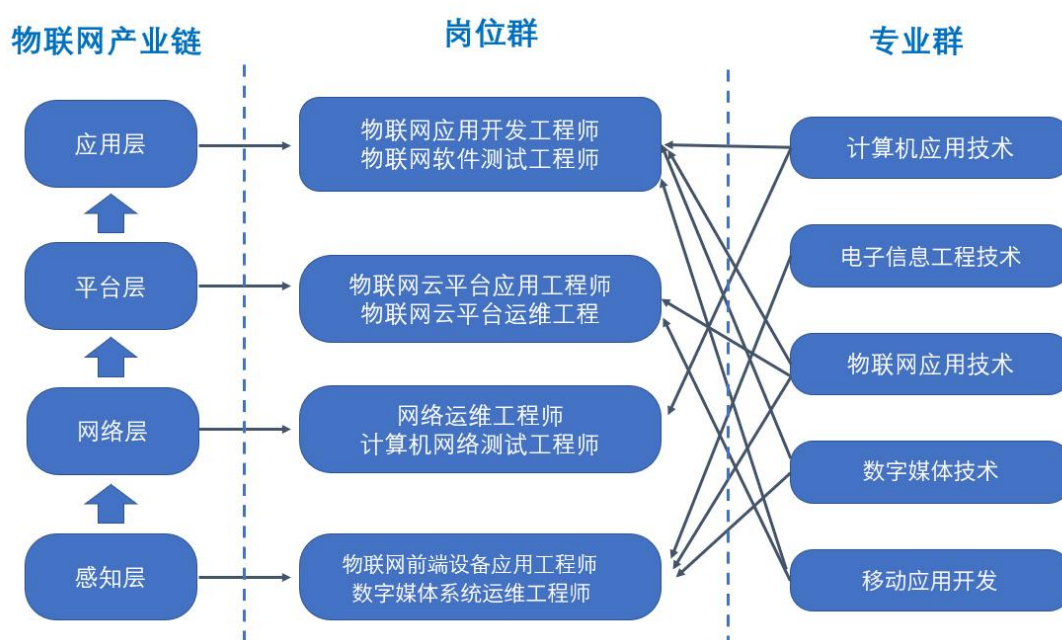 物联网产业链
岗位群
专业群
应用层
物联网应用开发工程师
物联网软件测试工程师
计算机应用技术
平台层
物联网云平台应用工程师
物联网云平台运维工程
电子信息工程技术
物联网应用技术
网络层
网络运维工程师
计算机网络测试工程师
数字媒体技术
感知层
物联网前端设备应用工程师
数字媒体系统运维工程师
移动应用开发